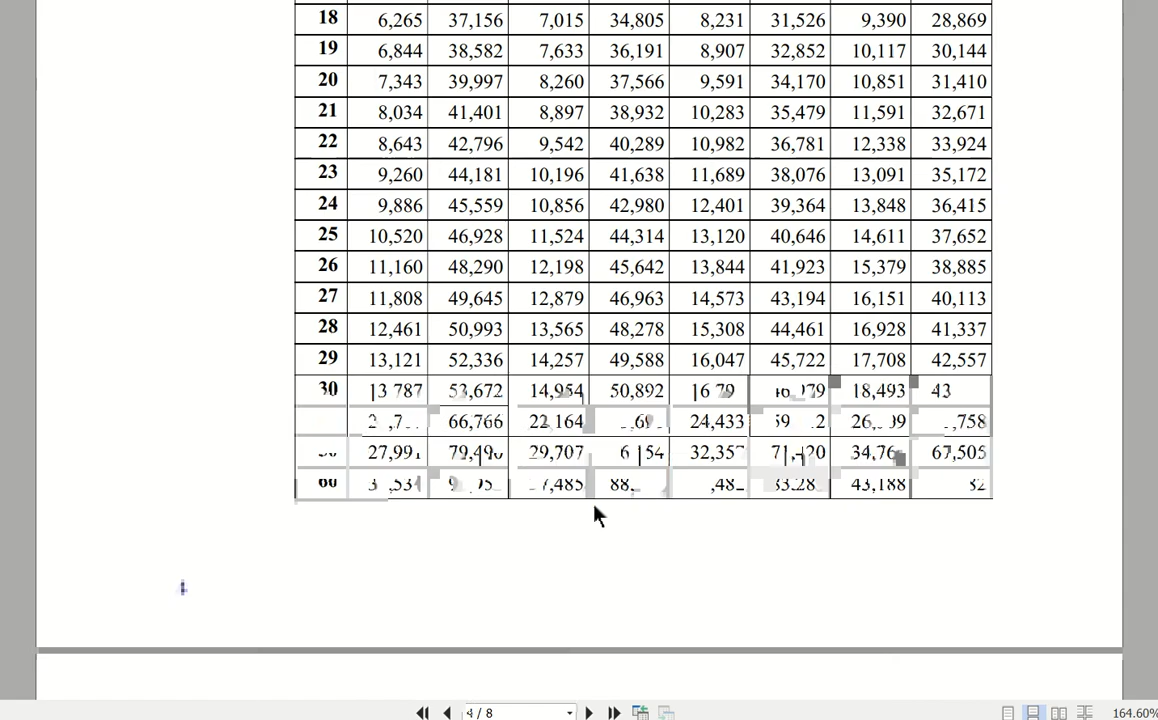 18 6,265 37,156 7,015 34,805 8,231 31,526 9,390 28,869
19 6,844 38,582 7,633 36,191 8,907 32,852 10,117 30,144
20 7,343 39,997 8,260 37,566 9,591 34,170 10,851 31,410
21 8,034 41,401 8,897 38,932 10,283 35,479 11,591 32,671
22 8,643 42,796 9,542 40,289 10,982 36,781 12,338 33,924
23 9,260 44,181 10,196 41,638 11,689 38,076 13,091 35,172
24 9,886 45,559 10,856 42,980 12,401 39,364 13,848 36,415
25 10,520 46,928 11,524 44,314 13,120 40,646 14,611 37,652
26 11,160 48,290 12,198 45,642 13,844 41,923 15,379 38,885
27 11,808 49,645 12,879 46,963 14,573 43,194 16,151 40,113
28 12,461 50,993 13,565 48,278 15,308 44,461 16,928 41,337
29 13,121 52,336 14,257 49,588 16,047 45,722 17,708 42,557
30 13 787 53,672 14,954 50,892 18,493
66,766 22,164 24,433
27,991 29,707 67,505
43,188
4 / 8
164.60%